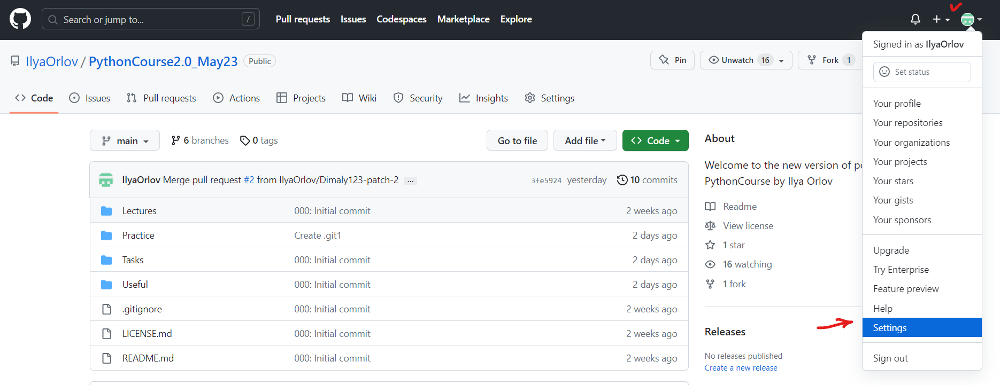 Search or jump to... /
Pull requests Issues Codespaces Marketplace Explore
Signed in as IlyaOrlov
Set status
Your profile
Your repositories
Your organizations
Your projects
Your stars
Your gists
Your sponsors
Upgrade
Try Enterprise
Feature preview
Help
Settings
Sign out
IlyaOrlov / PythonCourse2.0_May23 Public
Pin Unwatch 16 Fork 1
Code Issues Pull requests Actions Projects Wiki Security Insights Settings
main 6 branches 0 tags Go to file Add file Code
IlyaOrlov Merge pull request #2 from IlyaOrlov/Dimaly123-patch-2 ... 3fe5924 yesterday 10 commits
Lectures 000: Initial commit 2 weeks ago
Practice Create .git1 2 days ago
Tasks 000: Initial commit 2 days ago
Useful 000: Initial commit 2 days ago
.gitignore 000: Initial commit 2 weeks ago
LICENSE.md 000: Initial commit 2 weeks ago
README.md 000: Initial commit 2 weeks ago
About
Welcome to the new version of
PythonCourse by Ilya Orlov
Readme
View license
1 star
16 watching
1 fork
Releases
No releases published
Create a new release